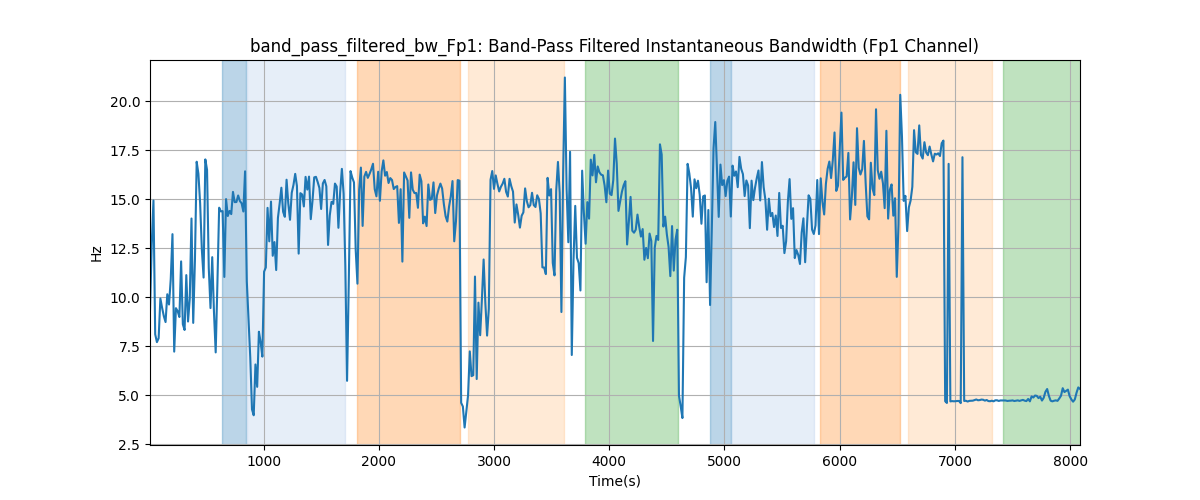 band_pass_filtered_bw_Fp1: Band-Pass Filtered Instantaneous Bandwidth (Fp1 Channel)
20.0
17.5
15.0
12.5
10.0
7.5
5.0
2.5
Hz
1000 2000 3000 4000 5000 6000 7000 8000
Time(s)